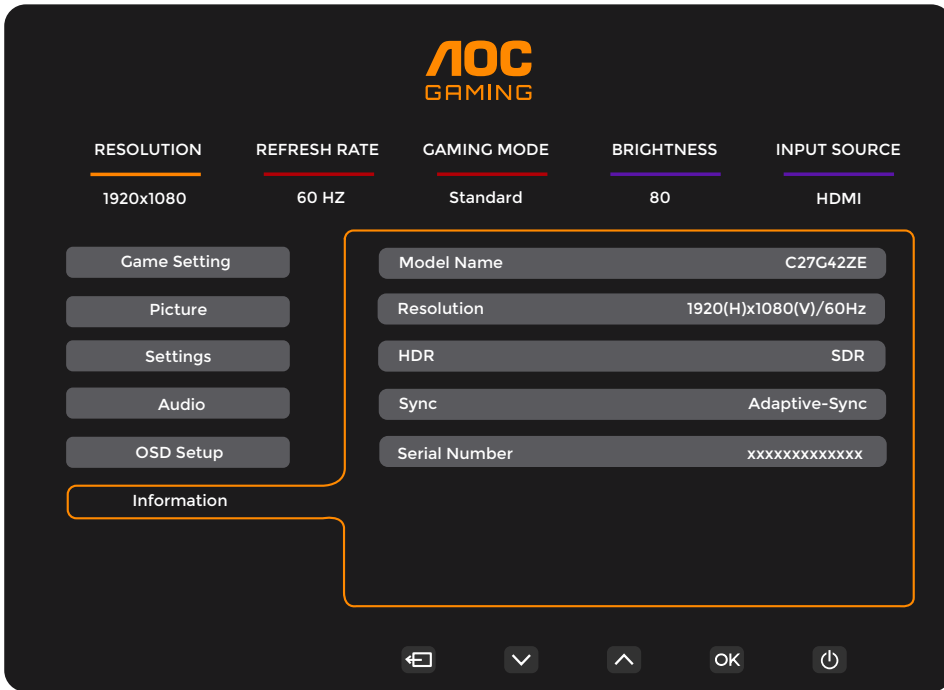 AOC
GAMING
RESOLUTION REFRESH RATE GAMING MODE BRIGHTNESS INPUT SOURCE
1920x1080 60 HZ Standard 80 HDMI
Game Setting
Model Name C27G42ZE
Picture
Resolution 1920(H)x1080(V)/60Hz
Settings
HDR SDR
Audio
Sync Adaptive-Sync
OSD Setup
Serial Number xxxxxxxxxxxxx
Information
OK